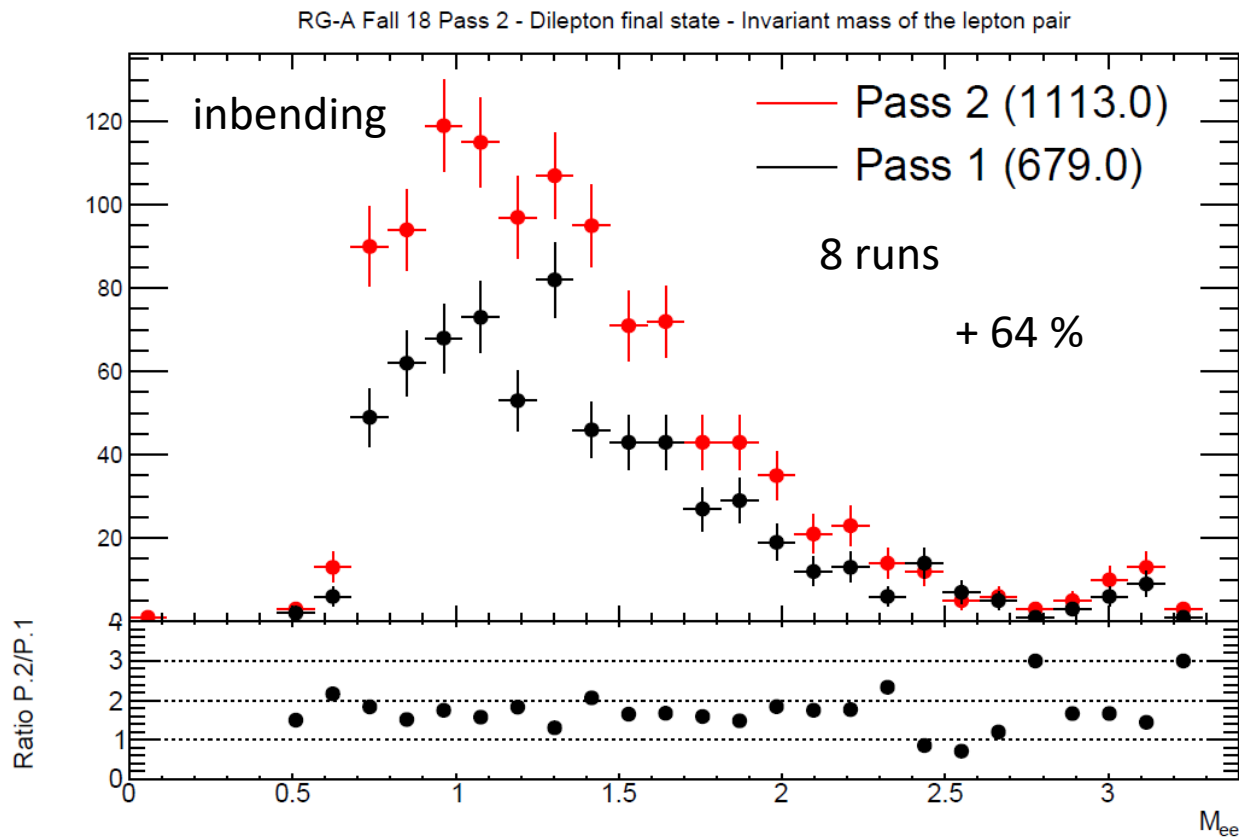 RG-A Fall 18 Pass 2 - Dilepton final state - Invariant mass of the lepton pair
inbending
Pass 2 (1113.0)
Pass 1 (679.0)
8 runs
+ 64 %
120
100
80
60
40
20
0
4
3
2
1
0
Ratio P.2/P.1
0 0.5 1 1.5 2 2.5 3
M_ee